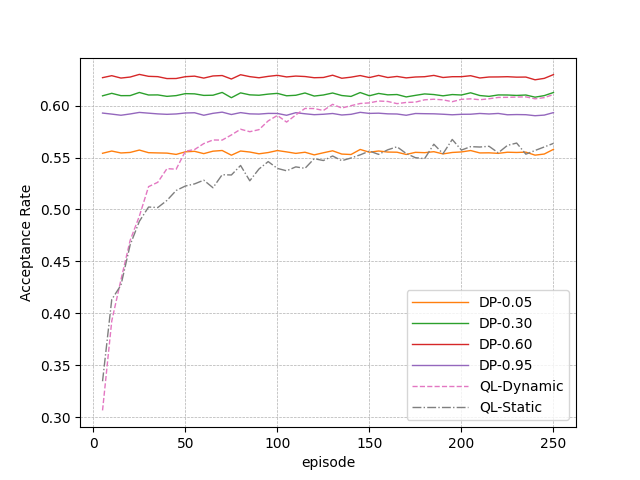 Acceptance Rate
0.60
0.55
0.50
0.45
0.40
0.35
0.30
0 50 100 150 200 250
episode
DP-0.05
DP-0.30
DP-0.60
DP-0.95
QL-Dynamic
QL-Static